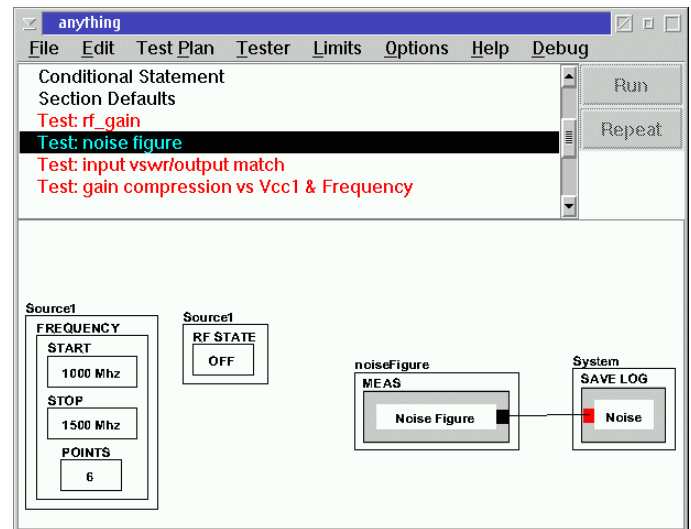 anything
File Edit Test Plan Tester Limits Options Help Debug
Conditional Statement
Section Defaults
Test: rf_gain
Test: noise figure
Test: input vswr/output match
Test: gain compression vs Vcc1 & Frequency
Run
Repeat
Source1
FREQUENCY
START
1000 Mhz
STOP
1500 Mhz
POINTS
6
Source1
RF STATE
OFF
noiseFigure
MEAS
Noise Figure
System
SAVE LOG
Noise